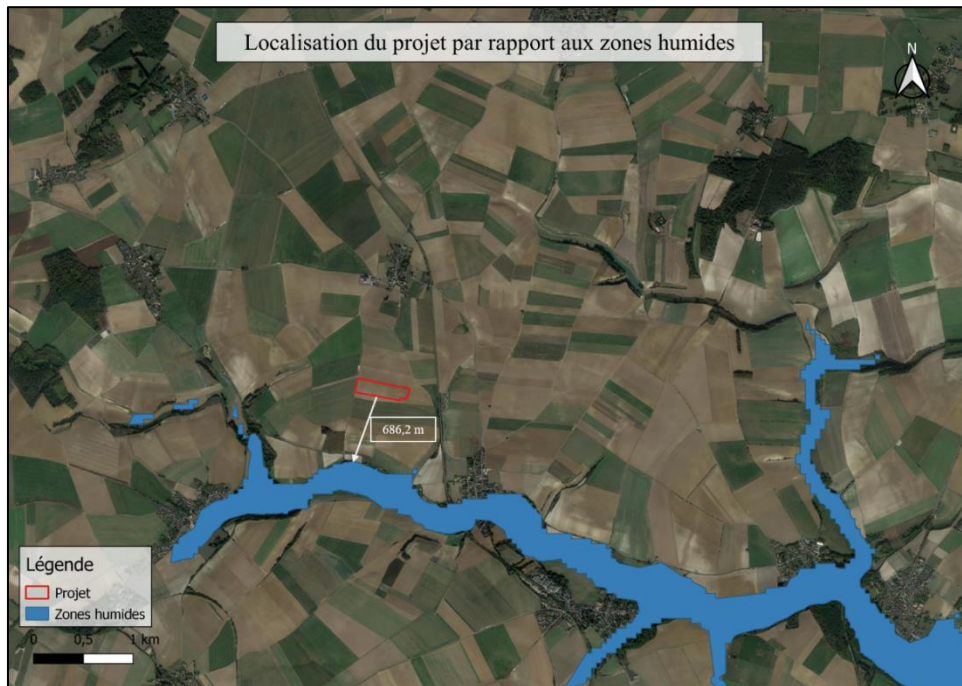 Localisation du projet par rapport aux zones humides
N
686,2 m
Légende
Projet
Zones humides
0 0,5 1 km